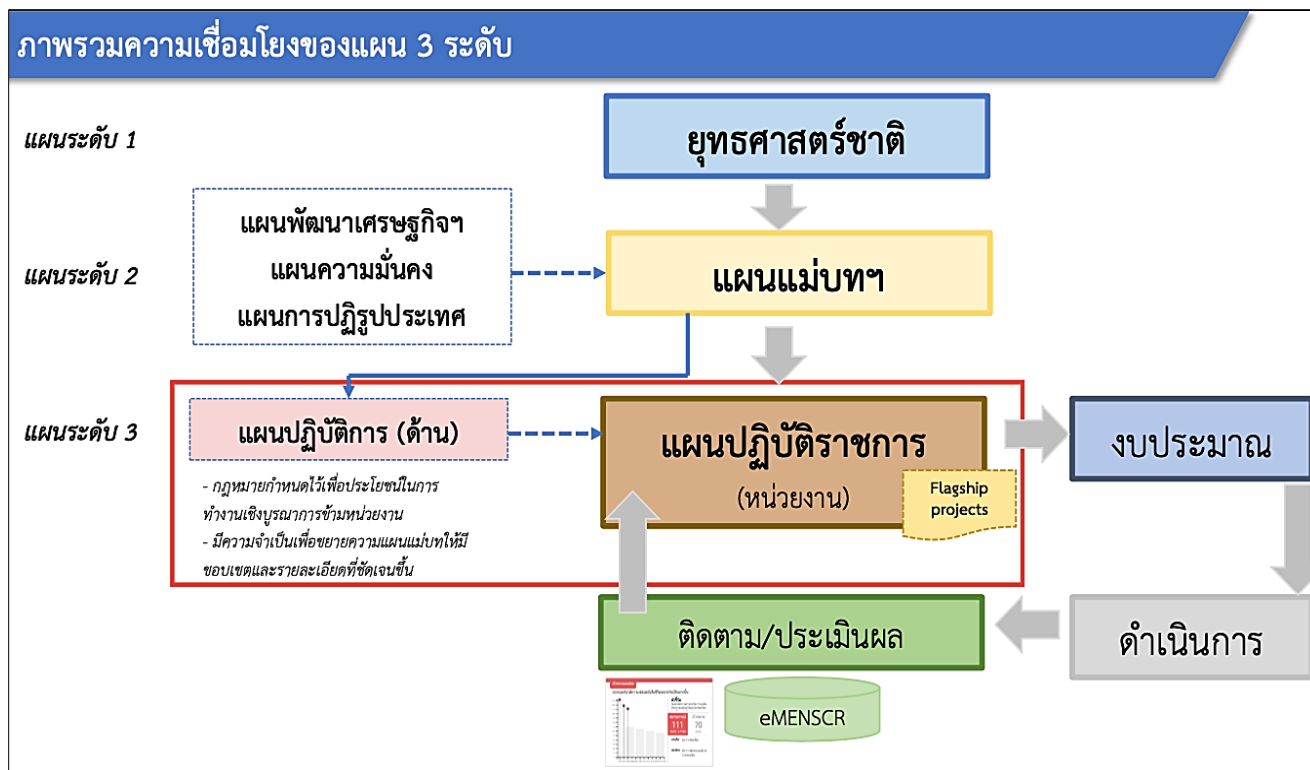 ภาพรวมความเชื่อมโยงของแผน 3 ระดับ
แผนระดับ 1
ยุทธศาสตร์ชาติ
แผนระดับ 2
แผนพัฒนาเศรษฐกิจฯ
แผนความมั่นคง
แผนการปฏิรูปประเทศ
แผนแม่บทฯ
แผนระดับ 3
แผนปฏิบัติการ (ด้าน)
- กฎหมายกำหนดไว้เพื่อประโยชน์ในการ
ทำงานเชิงบูรณาการข้ามหน่วยงาน
- มีความจำเป็นเพื่อขยายความแผนแม่บทให้มี
ขอบเขตและรายละเอียดที่ชัดเจนขึ้น
แผนปฏิบัติราชการ
(หน่วยงาน)
Flagship
projects
งบประมาณ
ติดตาม/ประเมินผล
ดำเนินการ
111
70
eMENSCR